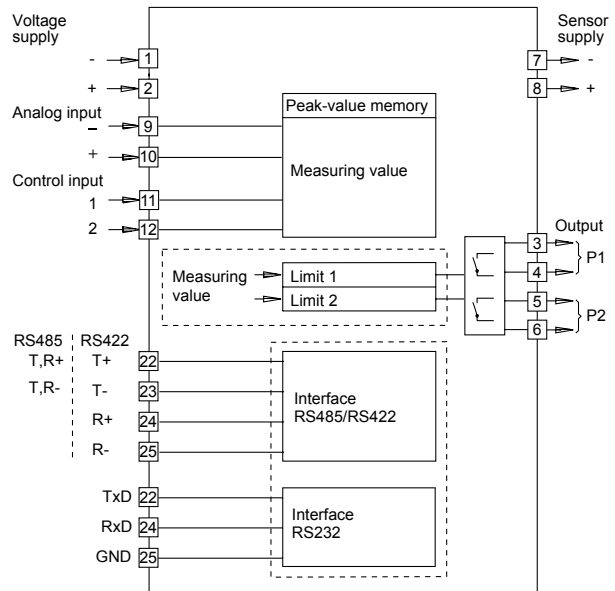 Voltage supply
- 1
+ 2
Analog input
− 9
+ 10
Control input
1 11
2 12
Peak-value memory
Measuring value
Sensor supply
7 -
8 +
Measuring value
Limit 1
Limit 2
Output
3
4
P1
5
6
P2
RS485 RS422
T,R+ T+ 22
T,R- T- 23
R+ 24
R- 25
Interface
RS485/RS422
TxD 22
RxD 24
GND 25
Interface
RS232